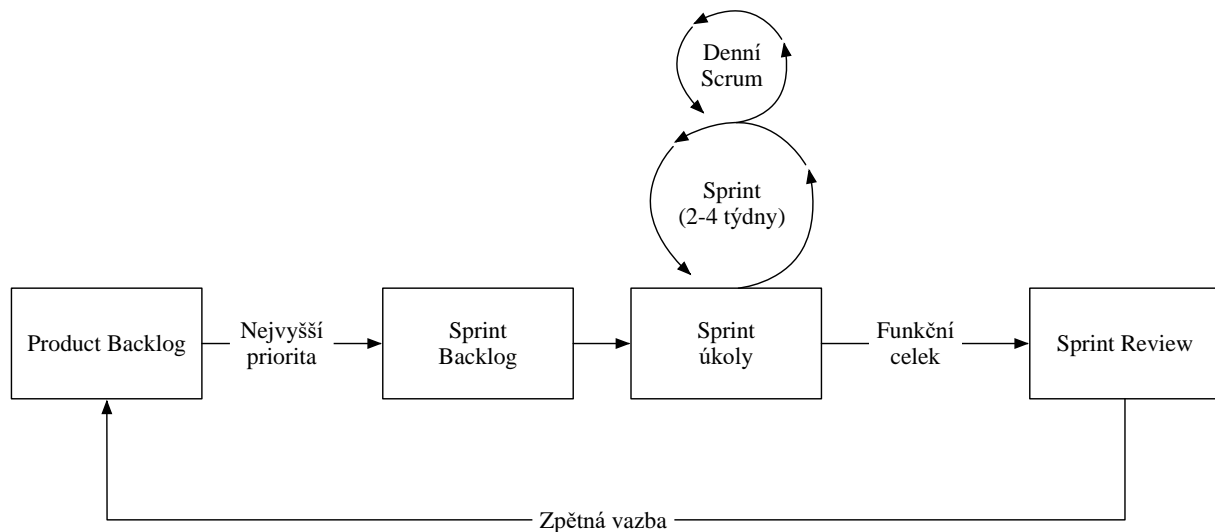 Denní
Scrum
Sprint
(2-4 týdny)
Product Backlog
Nejvyšší
priorita
Sprint
Backlog
Sprint
úkoly
Funkční
celek
Sprint Review
Zpětná vazba